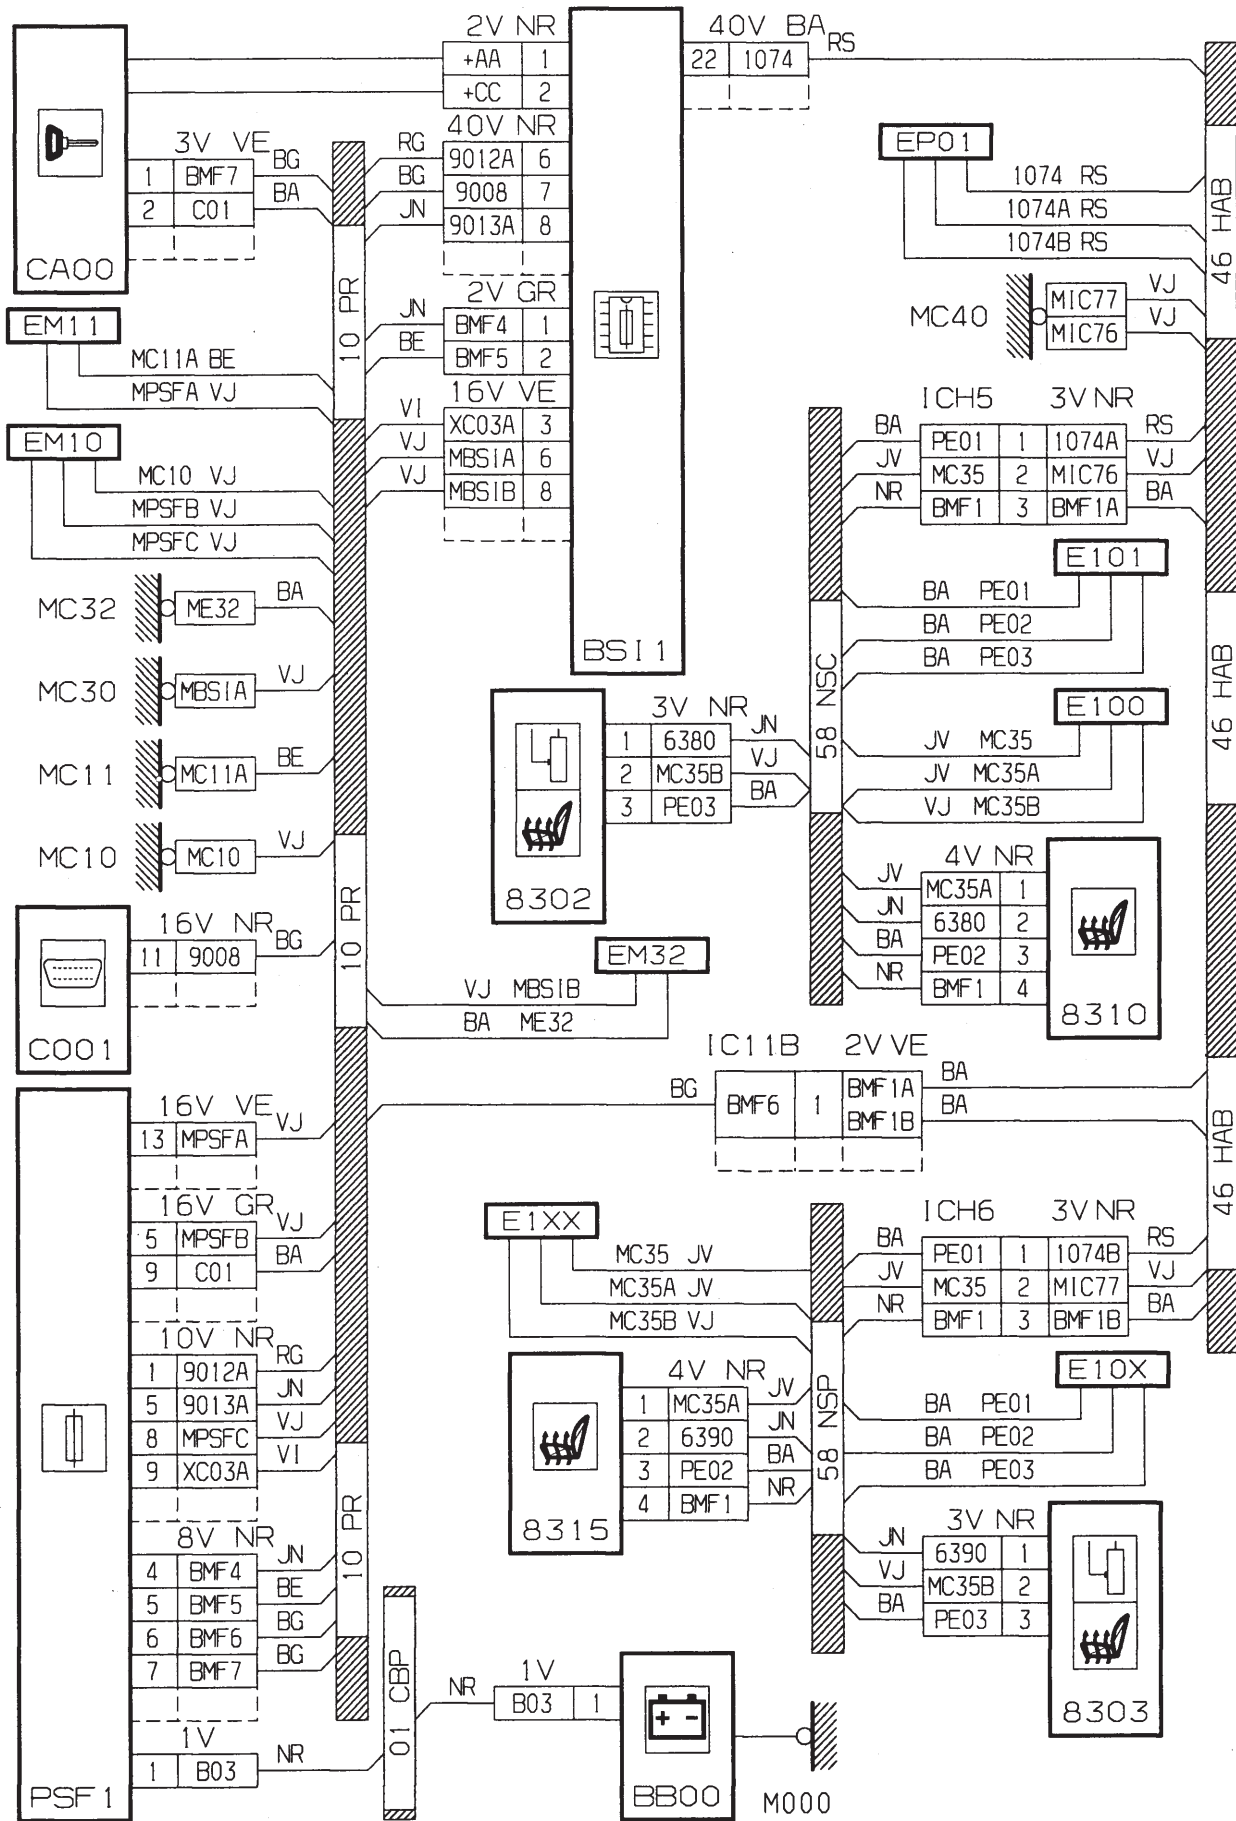 2V NR
+AA 1
+CC 2
40V BA
RS
22 1074
3V VE
1 BMF7 BG
2 C01 BA
CA00
40V NR
RG 9012A 6
BG 9008 7
JN 9013A 8
2V GR
JN BMF4 1
BE BMF5 2
16V VE
VI XC03A 3
VJ MBSIA 6
VJ MBSIB 8
BSI1
10 PR
EM11
MC11A BE
MPSFA VJ
EM10
MC10 VJ
MPSFB VJ
MPSFC VJ
MC32 ME32 BA
MC30 MBSIA VJ
MC11 MC11A BE
MC10 MC10 VJ
EP01
1074 RS
1074A RS
1074B RS
46 HAB
MC40
MIC77 VJ
MIC76 VJ
ICH5 3V NR
BA PE01 1 1074A RS
JV MC35 2 MIC76 VJ
NR BMF1 3 BMF1A BA
E101
BA PE01
BA PE02
BA PE03
58 NSC
46 HAB
E100
JV MC35
JV MC35A
VJ MC35B
3V NR
1 6380 JN
2 MC35B VJ
3 PE03 BA
8302
4V NR
JV MC35A 1
JN 6380 2
BA PE02 3
NR BMF1 4
8310
16V NR
11 9008 BG
C001
10 PR
EM32
VJ MBSIB
BA ME32
IC11B 2V VE
BG BMF6 1 BMF1A BA
BMF1B BA
46 HAB
16V VE
13 MPSFA VJ
16V GR
5 MPSFB VJ
9 C01 BA
10V NR
1 9012A RG
5 9013A JN
8 MPSFC VJ
9 XC03A VI
8V NR
4 BMF4 JN
5 BMF5 BE
6 BMF6 BG
7 BMF7 BG
1V
1 B03 NR
PSF1
10 PR
01 CBP
E1XX
MC35 JV
MC35A JV
MC35B VJ
ICH6 3V NR
BA PE01 1 1074B RS
JV MC35 2 MIC77 VJ
NR BMF1 3 BMF1B BA
4V NR
1 MC35A JV
2 6390 JN
3 PE02 BA
4 BMF1 NR
8315
58 NSP
E10X
BA PE01
BA PE02
BA PE03
3V NR
JN 6390 1
VJ MC35B 2
BA PE03 3
8303
1V
NR B03 1
+ -
BB00
M000